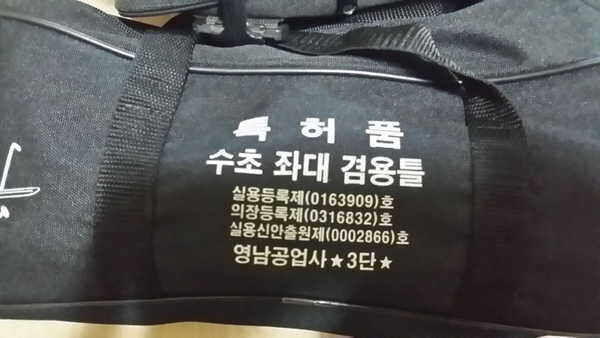 특 허 품
수초 좌대 겸용틀
실용등록제(0163909)호
의장등록제(0316832)호
실용신안출원제(0002866)호
영남공업사★3단★